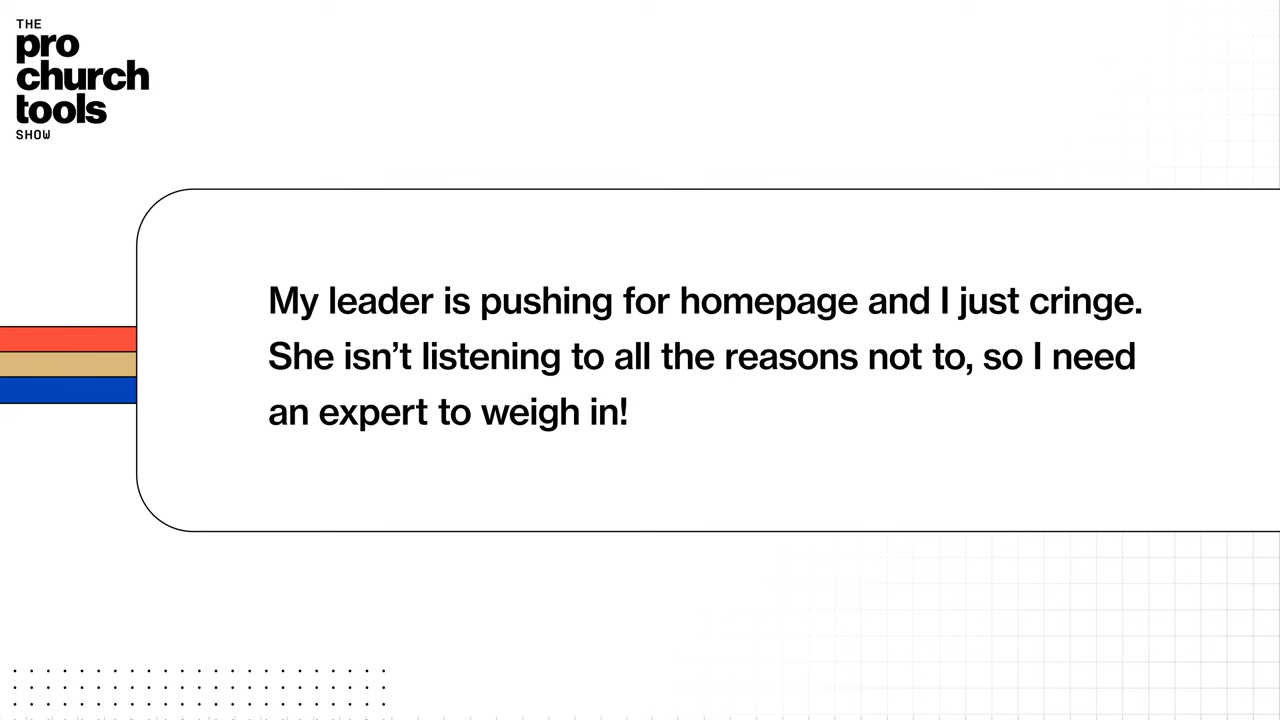 THE
pro
church
tools
SHOW
My leader is pushing for homepage and I just cringe.
She isn’t listening to all the reasons not to, so I need
an expert to weigh in!